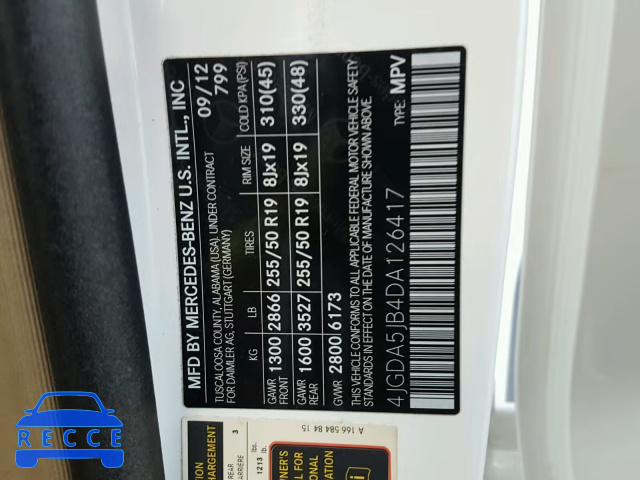 MFD BY MERCEDES-BENZ U.S. INTL., INC
TUSCALOOSA COUNTY, ALABAMA (USA), UNDER CONTRACT
FOR DAIMLER AG, STUTTGART (GERMANY)
09/12
799
KG LB TIRES RIM SIZE COLD KPA(PSI)
GAWR FRONT 1300 2866 255/50 R19 8Jx19 310(45)
GAWR REAR 1600 3527 255/50 R19 8Jx19 330(48)
GVWR 2800 6173
THIS VEHICLE CONFORMS TO ALL APPLICABLE FEDERAL MOTOR VEHICLE SAFETY
STANDARDS IN EFFECT ON THE DATE OF MANUFACTURE SHOWN ABOVE.
4JGDA5JB4DA126417 TYPE: MPV
A 166 584 84 15
REAR 3
1213 lbs.
RECCE